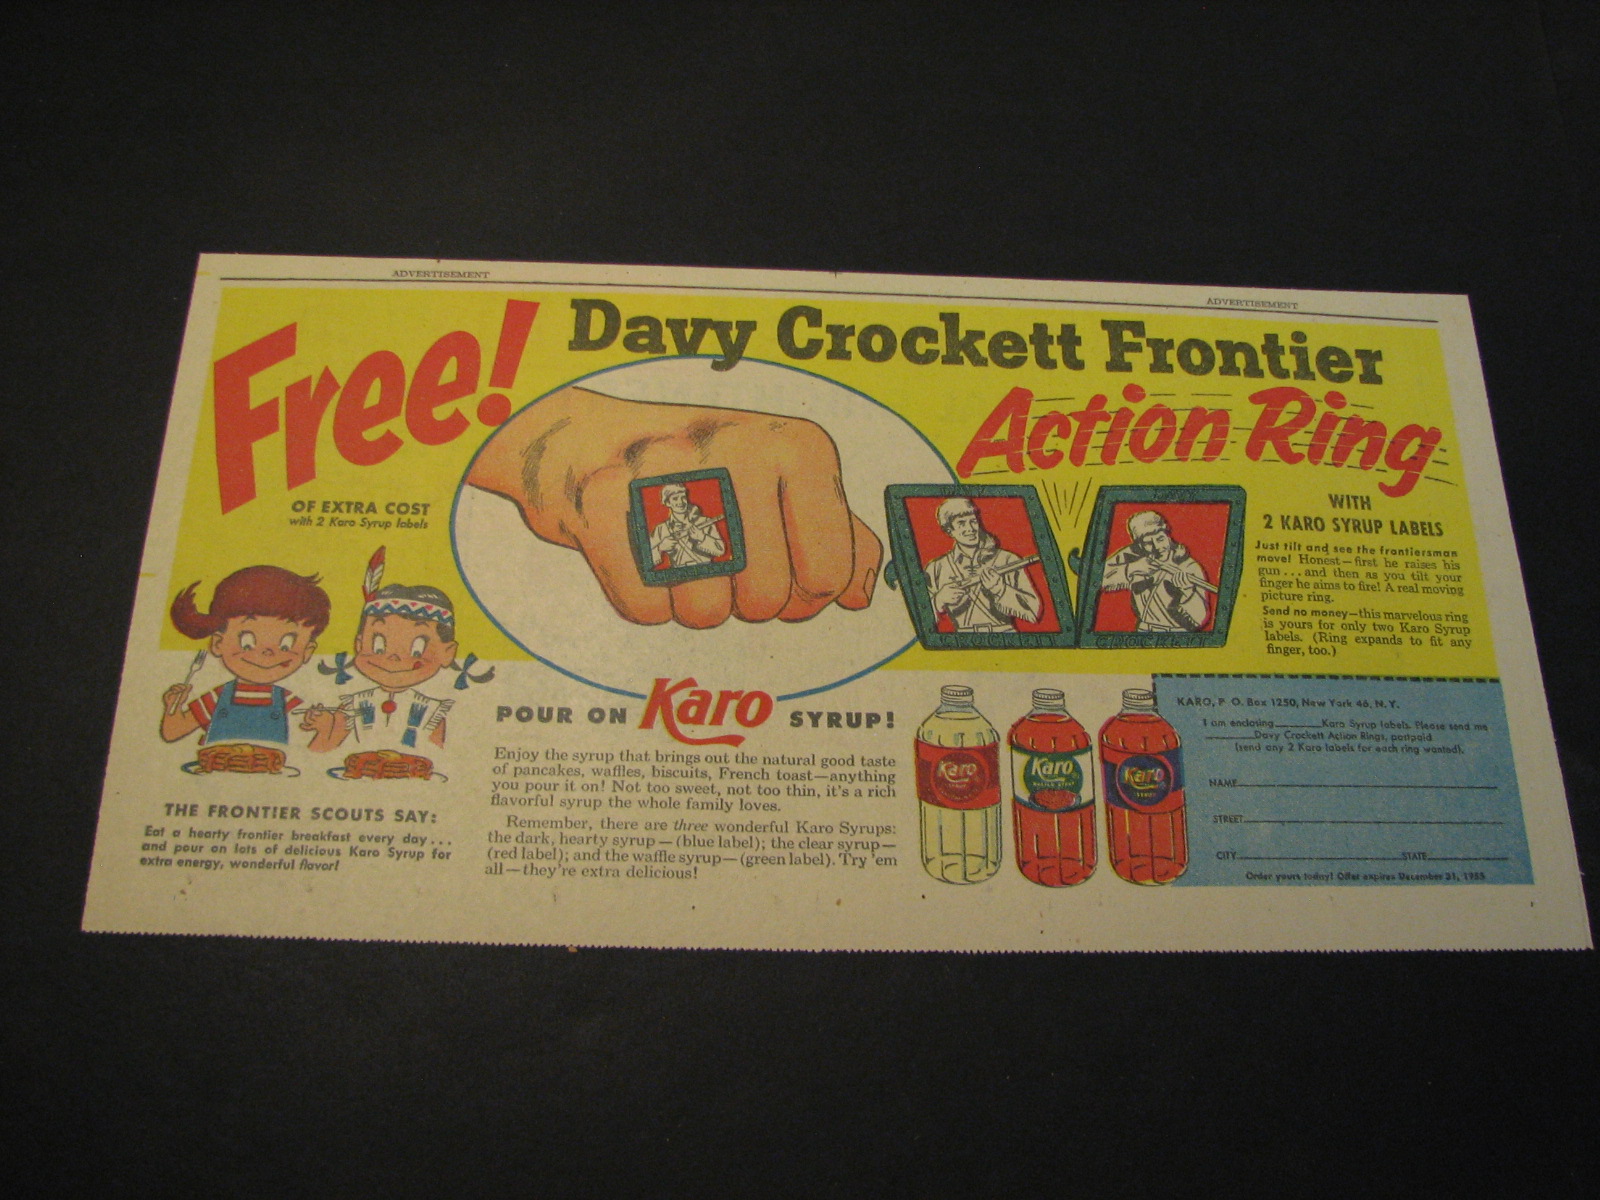 ADVERTISEMENT
ADVERTISEMENT
Free!
OF EXTRA COST
with 2 Karo Syrup labels
Davy Crockett Frontier
Action Ring
WITH
2 KARO SYRUP LABELS
Just tilt and see the frontiersman
move! Honest—first he raises his
gun...and then as you tilt your
finger he aims to fire! A real moving
picture ring.
Send no money—this marvelous ring
is yours for only two Karo Syrup
labels. (Ring expands to fit any
finger, too.)
CROCKETT
CROCKETT
THE FRONTIER SCOUTS SAY:
Eat a hearty frontier breakfast every day...
and pour on lots of delicious Karo Syrup for
extra energy, wonderful flavor!
POUR ON Karo SYRUP!
Enjoy the syrup that brings out the natural good taste
of pancakes, waffles, biscuits, French toast—anything
you pour it on! Not too sweet, not too thin, it's a rich
flavorful syrup the whole family loves.
Remember, there are three wonderful Karo Syrups:
the dark, hearty syrup—(blue label); the clear syrup—
(red label); and the waffle syrup—(green label). Try 'em
all—they're extra delicious!
Karo
Karo
Karo
KARO, P. O. Box 1250, New York 46, N. Y.
I am enclosing______Karo Syrup labels. Please send me
______Davy Crockett Action Rings, postpaid
(send any 2 Karo labels for each ring wanted).
NAME
STREET
CITY STATE
Order yours today! Offer expires December 31, 1955